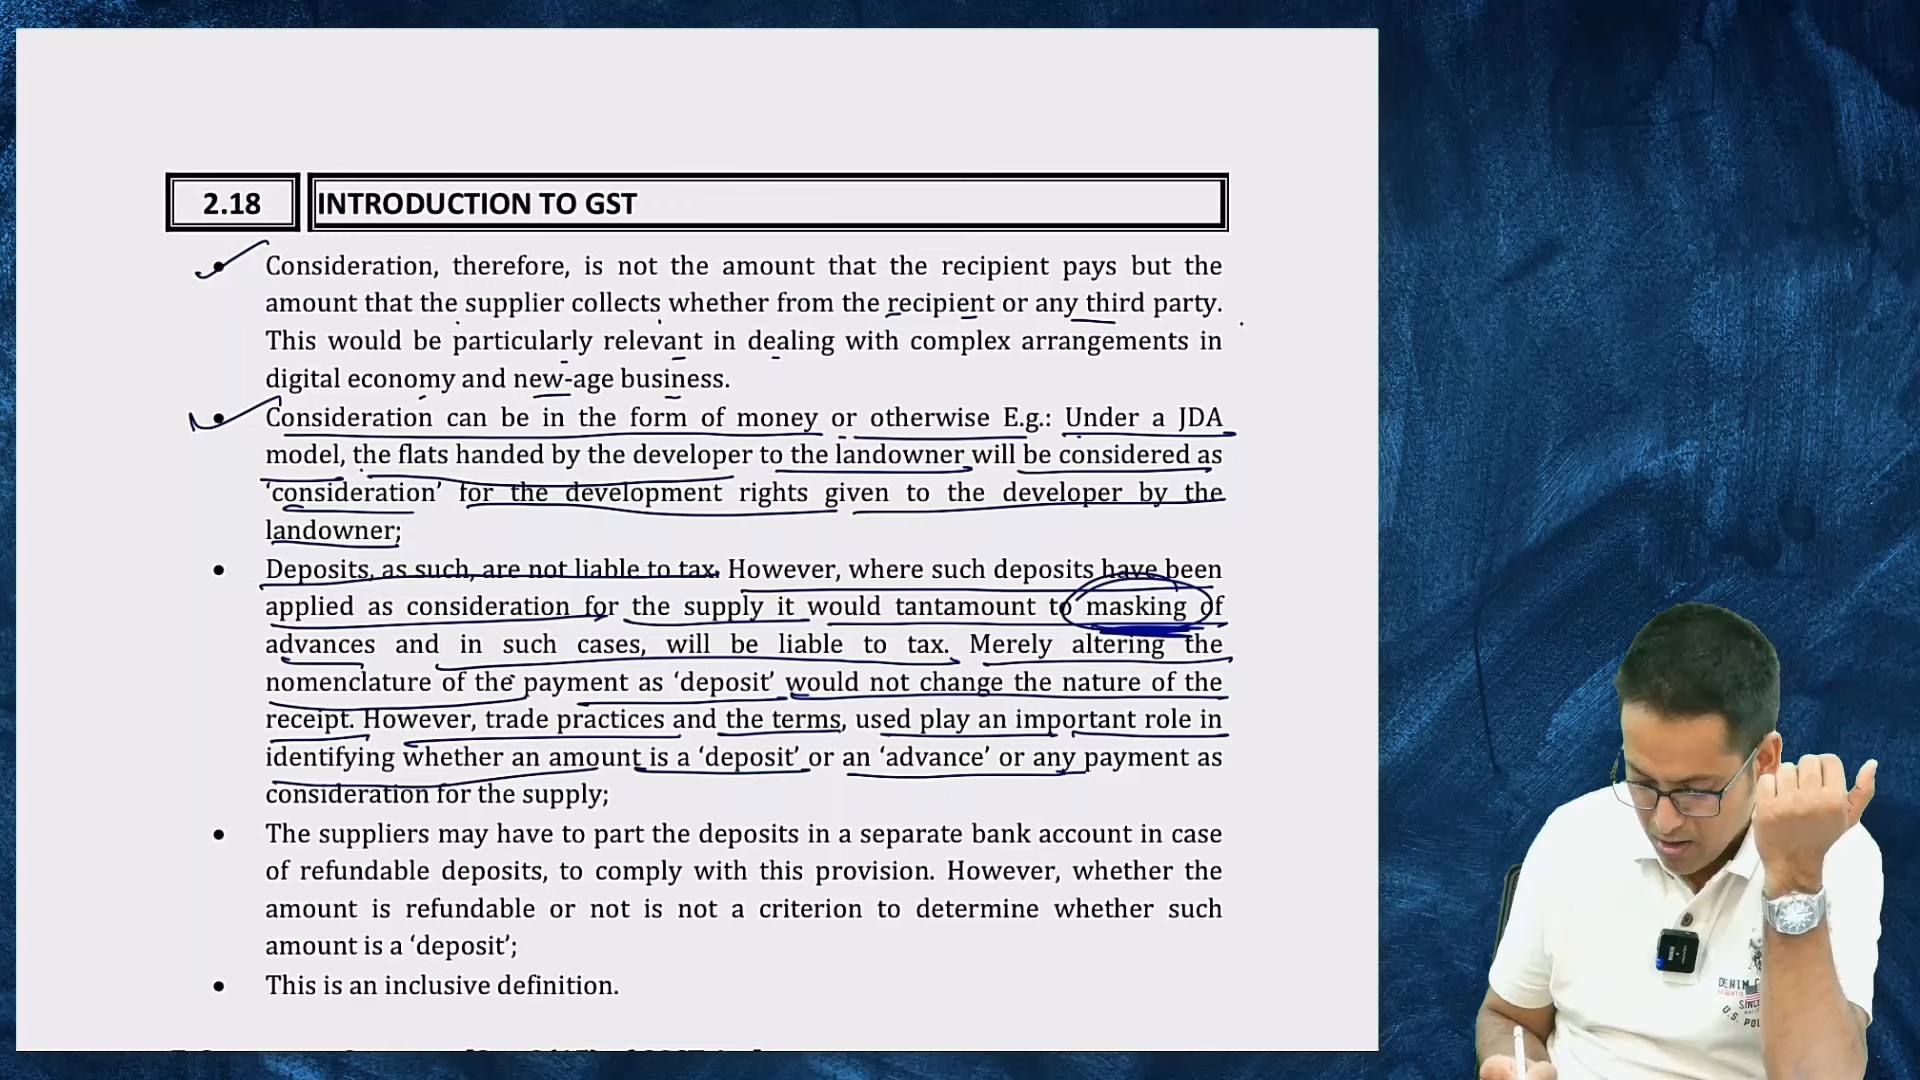 2.18
INTRODUCTION TO GST
• Consideration, therefore, is not the amount that the recipient pays but the
amount that the supplier collects whether from the recipient or any third party.
This would be particularly relevant in dealing with complex arrangements in
digital economy and new-age business.
• Consideration can be in the form of money or otherwise E.g.: Under a JDA
model, the flats handed by the developer to the landowner will be considered as
‘consideration’ for the development rights given to the developer by the
landowner;
• Deposits, as such, are not liable to tax. However, where such deposits have been
applied as consideration for the supply it would tantamount to masking of
advances and in such cases, will be liable to tax. Merely altering the
nomenclature of the payment as ‘deposit’ would not change the nature of the
receipt. However, trade practices and the terms, used play an important role in
identifying whether an amount is a ‘deposit’ or an ‘advance’ or any payment as
consideration for the supply;
• The suppliers may have to part the deposits in a separate bank account in case
of refundable deposits, to comply with this provision. However, whether the
amount is refundable or not is not a criterion to determine whether such
amount is a ‘deposit’;
• This is an inclusive definition.
DENIM
SINC
U.S. POL